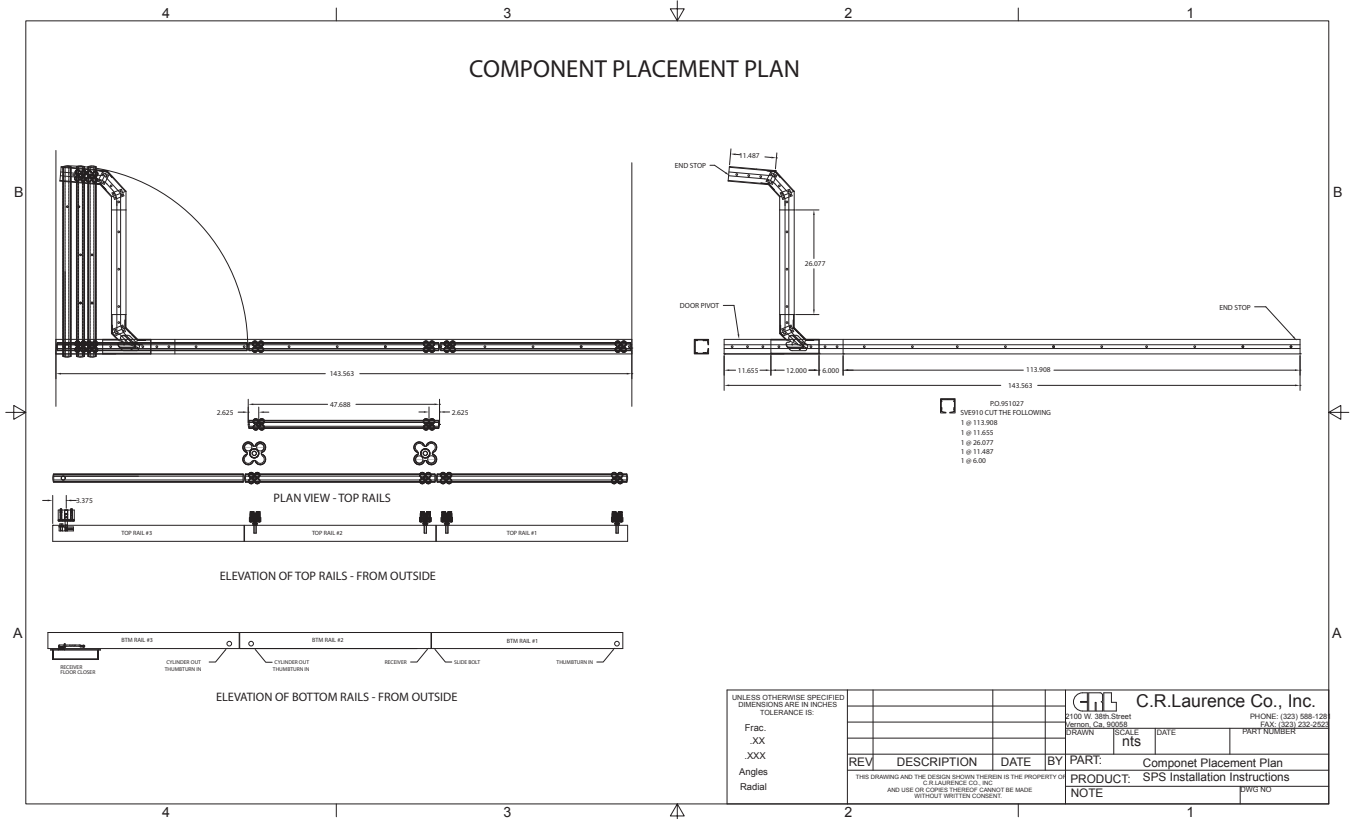 4
3
2
1
COMPONENT PLACEMENT PLAN
B
B
143.563
47.688
2.625
2.625
PLAN VIEW - TOP RAILS
3.375
TOP RAIL #3
TOP RAIL #2
TOP RAIL #1
ELEVATION OF TOP RAILS - FROM OUTSIDE
END STOP
11.487
26.077
DOOR PIVOT
END STOP
11.655
12.000
6.000
113.908
143.563
P.O.951027
SVE910 CUT THE FOLLOWING
1 @ 113.908
1 @ 11.655
1 @ 26.077
1 @ 11.487
1 @ 6.00
A
A
BTM RAIL #3
BTM RAIL #2
BTM RAIL #1
RECEIVER
FLOOR CLOSER
CYLINDER OUT
THUMBTURN IN
CYLINDER OUT
THUMBTURN IN
RECEIVER
SLIDE BOLT
THUMBTURN IN
ELEVATION OF BOTTOM RAILS - FROM OUTSIDE
UNLESS OTHERWISE SPECIFIED
DIMENSIONS ARE IN INCHES
TOLERANCE IS:
Frac.
.XX
.XXX
Angles
Radial
REV DESCRIPTION DATE BY
THIS DRAWING AND THE DESIGN SHOWN THEREIN IS THE PROPERTY OF
C.R.LAURENCE CO., INC
AND USE OR COPIES THEREOF CANNOT BE MADE
WITHOUT WRITTEN CONSENT.
CRL C.R.Laurence Co., Inc.
2100 W. 38th.Street
Vernon, Ca, 90058
PHONE: (323) 588-1281
FAX: (323) 232-2523
DRAWN SCALE DATE PART NUMBER
nts
PART: Componet Placement Plan
PRODUCT: SPS Installation Instructions
NOTE DWG NO
4
3
2
1